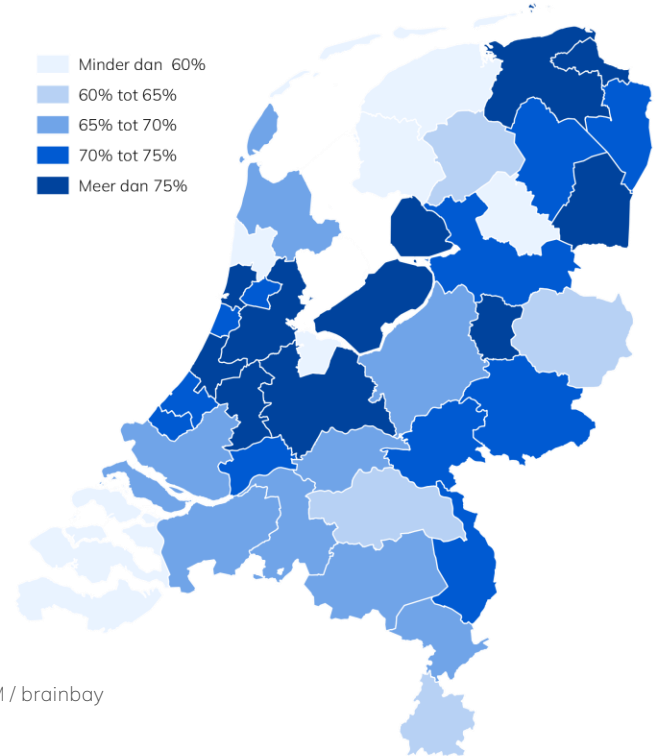 Minder dan 60%
60% tot 65%
65% tot 70%
70% tot 75%
Meer dan 75%
M / brainbay